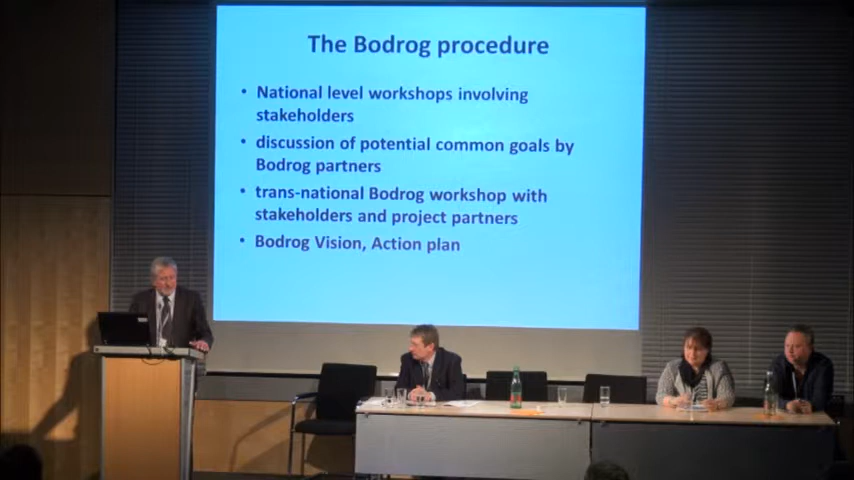 The Bodrog procedure
• National level workshops involving
stakeholders
• discussion of potential common goals by
Bodrog partners
• trans-national Bodrog workshop with
stakeholders and project partners
• Bodrog Vision, Action plan